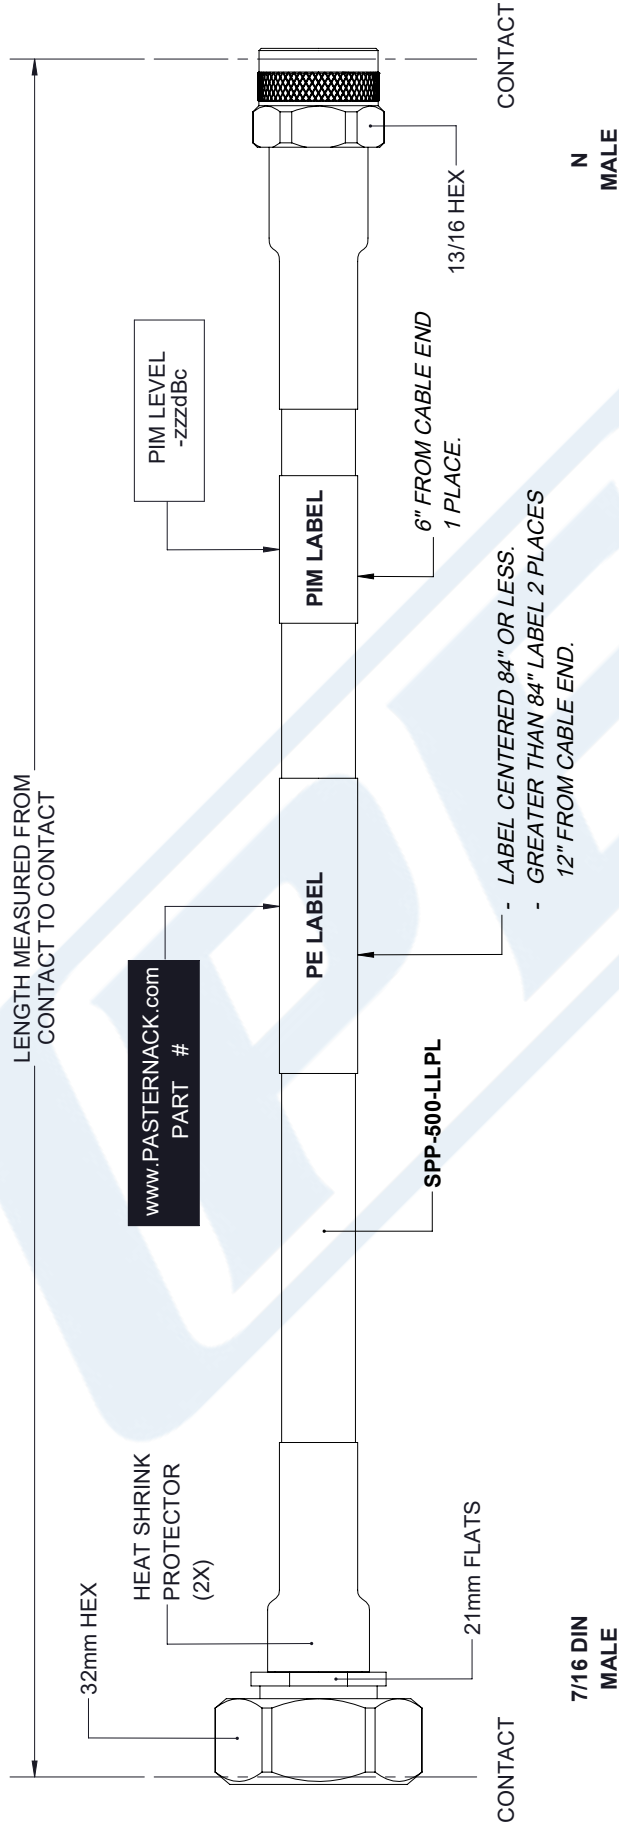 LENGTH MEASURED FROM
CONTACT TO CONTACT
32mm HEX
HEAT SHRINK
PROTECTOR
(2X)
www.PASTERNACK.com
PART #
PIM LEVEL
-zzzdBc
PE LABEL
PIM LABEL
21mm FLATS
SPP-500-LLPL
- LABEL CENTERED 84" OR LESS.
- GREATER THAN 84" LABEL 2 PLACES
12" FROM CABLE END.
6" FROM CABLE END
1 PLACE.
13/16 HEX
CONTACT
CONTACT
7/16 DIN
MALE
N
MALE